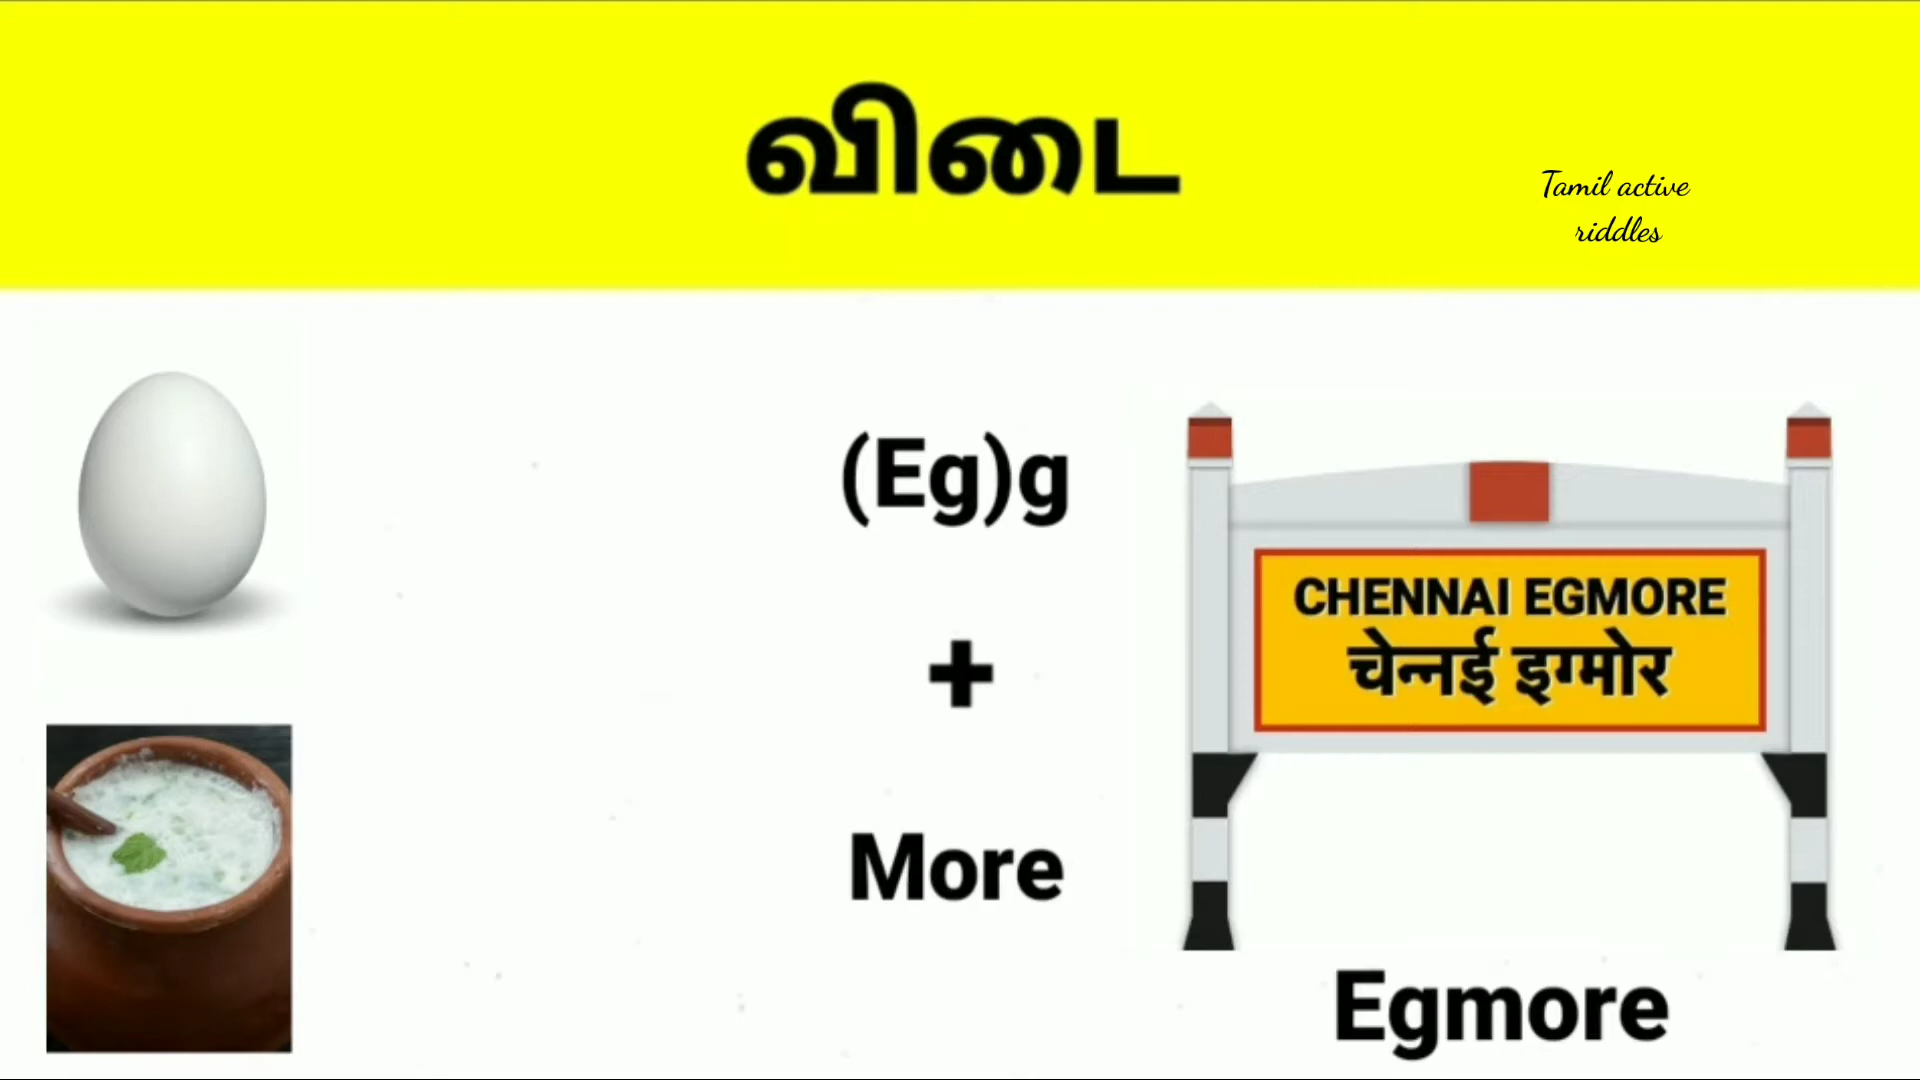 விடை
Tamil active
riddles
(Eg)g
+
More
CHENNAI EGMORE
चेन्नई इग्मोर
Egmore